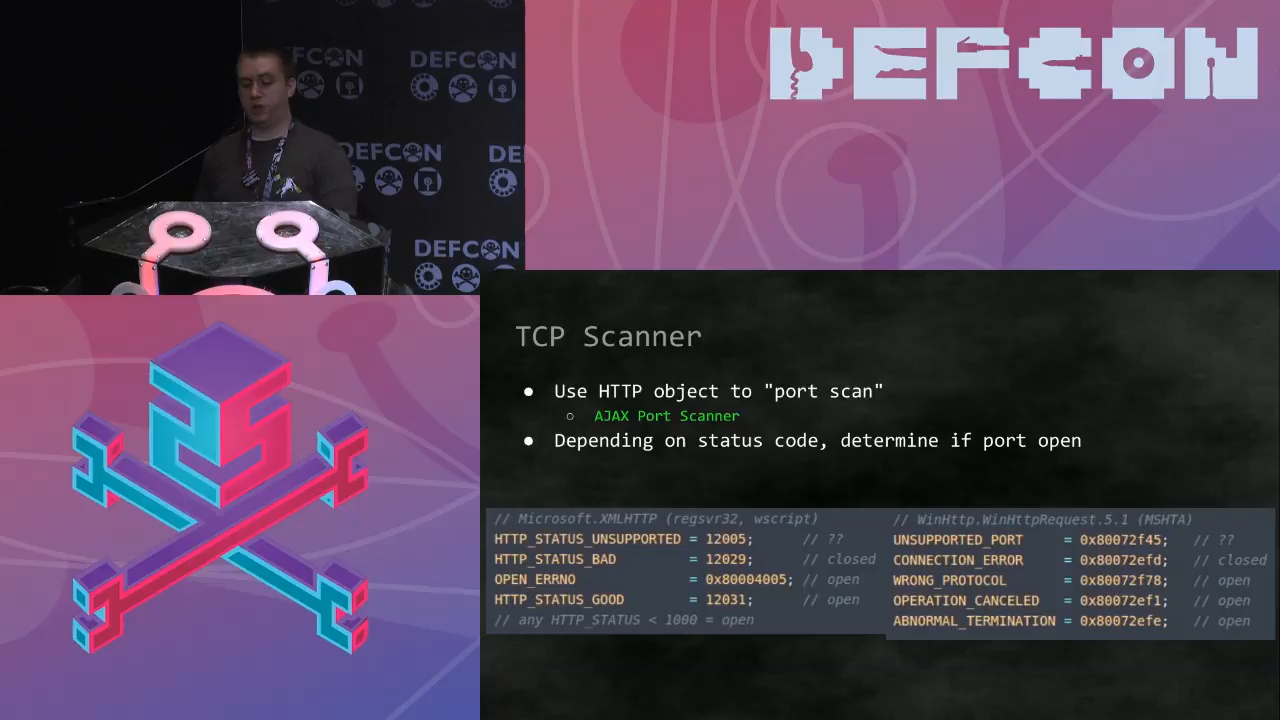 DEFCON
DEFCON
DEFCON
DEFCON
DE
DEFCON
TCP Scanner
● Use HTTP object to "port scan"
○ AJAX Port Scanner
● Depending on status code, determine if port open
// Microsoft.XMLHTTP (regsvr32, wscript)
HTTP_STATUS_UNSUPPORTED = 12005; // ??
HTTP_STATUS_BAD = 12029; // closed
OPEN_ERRNO = 0x80004005; // open
HTTP_STATUS_GOOD = 12031; // open
// any HTTP_STATUS < 1000 = open
// WinHttp.WinHttpRequest.5.1 (MSHTA)
UNSUPPORTED_PORT = 0x80072f45; // ??
CONNECTION_ERROR = 0x80072efd; // closed
WRONG_PROTOCOL = 0x80072f78; // open
OPERATION_CANCELED = 0x80072ef1; // open
ABNORMAL_TERMINATION = 0x80072efe; // open